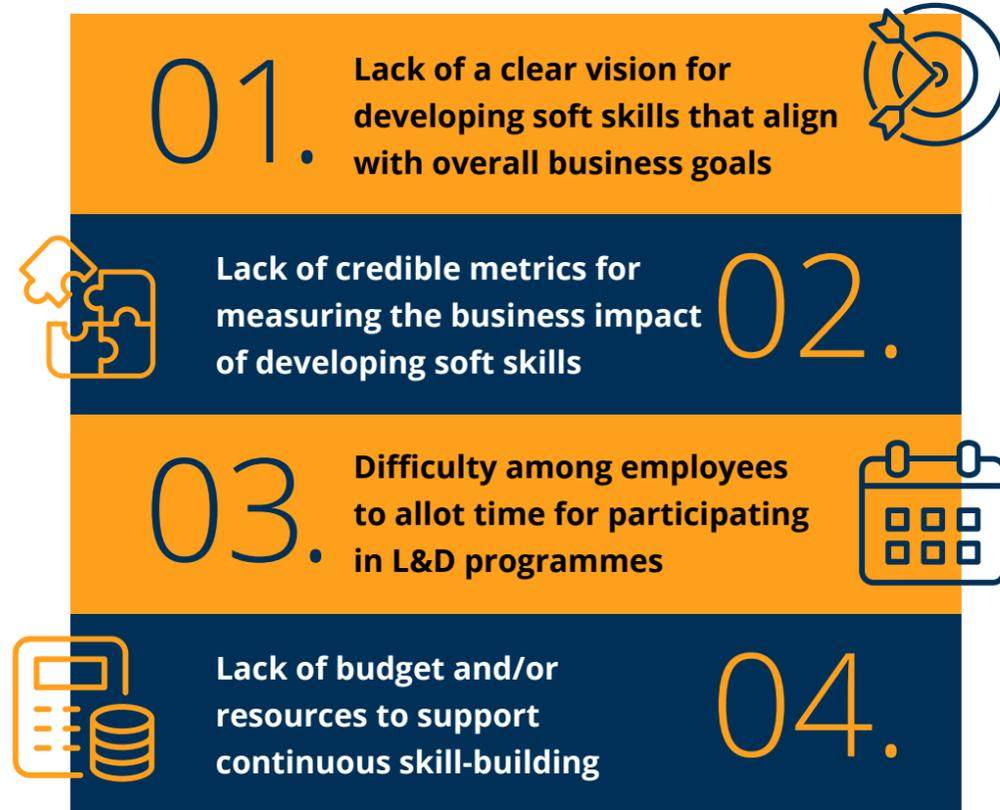 01.
Lack of a clear vision for
developing soft skills that align
with overall business goals
Lack of credible metrics for
measuring the business impact
of developing soft skills
02.
03.
Difficulty among employees
to allot time for participating
in L&D programmes
Lack of budget and/or
resources to support
continuous skill-building
04.